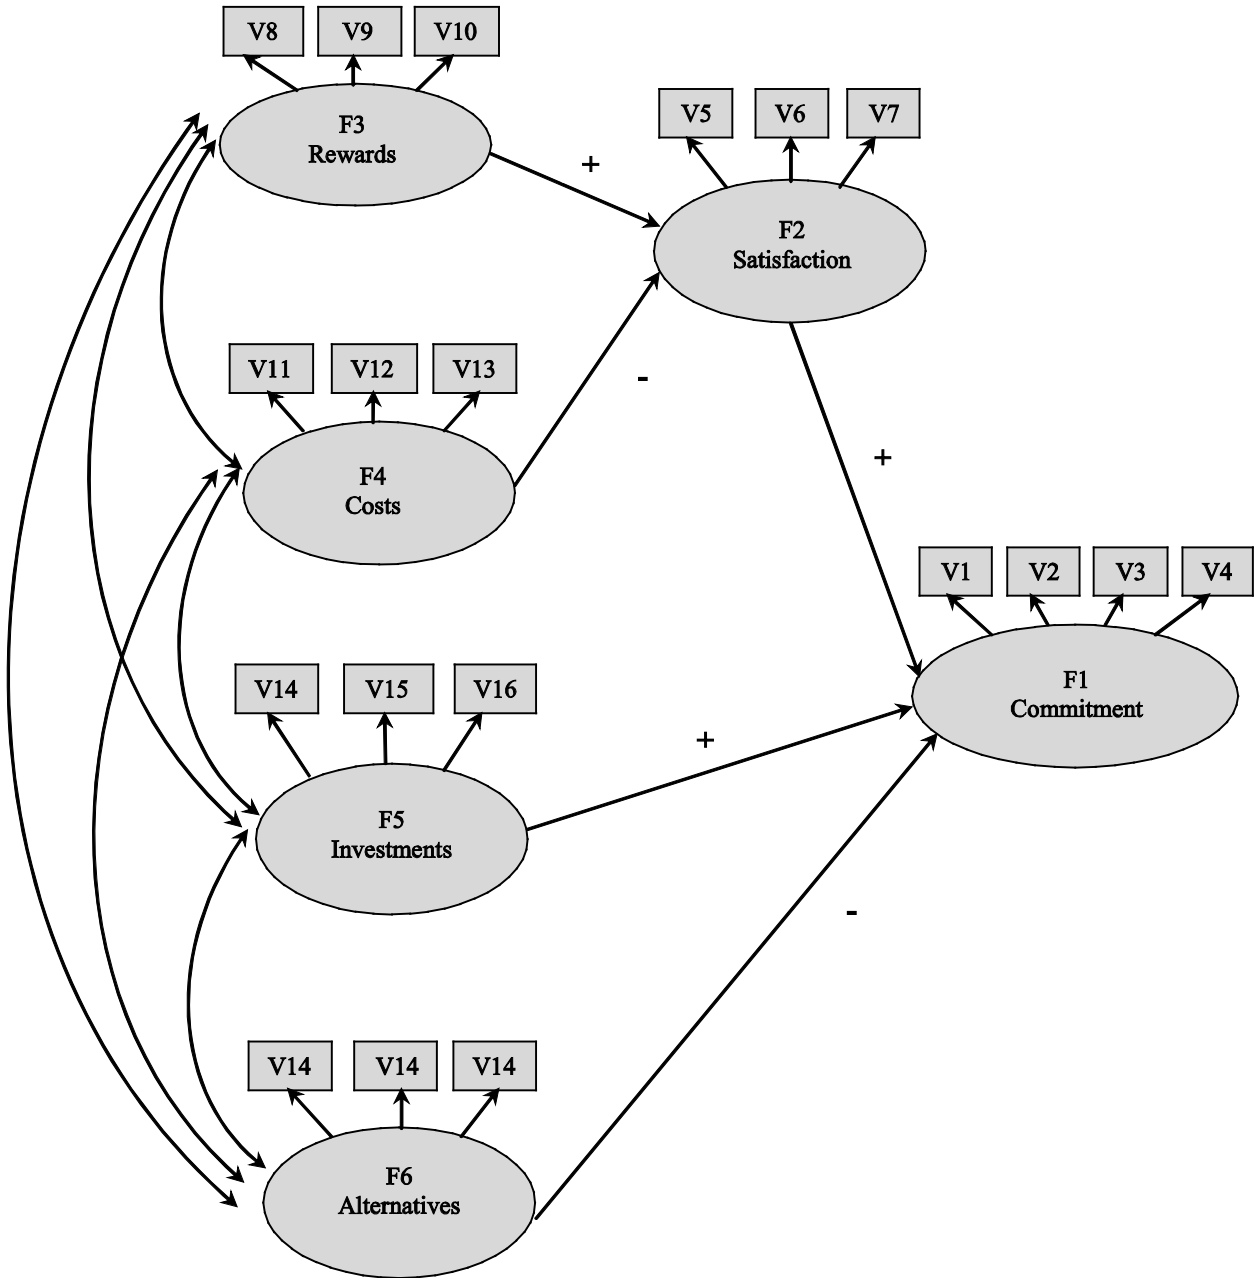 V8
V9
V10
F3
Rewards
+
V5
V6
V7
F2
Satisfaction
-
V11
V12
V13
F4
Costs
+
V1
V2
V3
V4
F1
Commitment
V14
V15
V16
F5
Investments
+
-
V14
V14
V14
F6
Alternatives